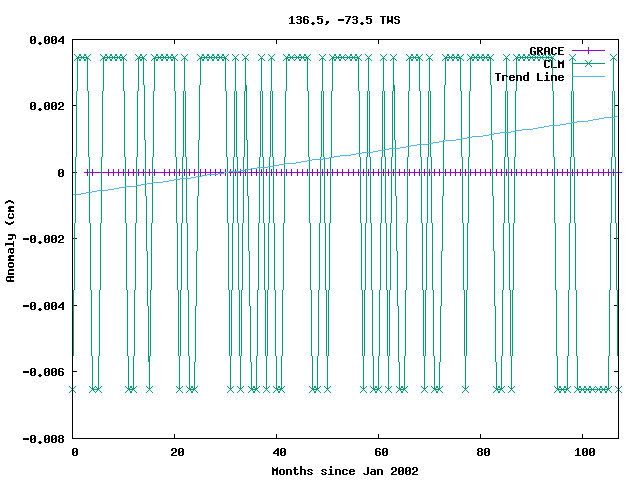 136.5, -73.5 TWS
GRACE
CLM
Trend Line
0.004
0.002
0
-0.002
-0.004
-0.006
-0.008
Anomaly (cm)
0 20 40 60 80 100
Months since Jan 2002